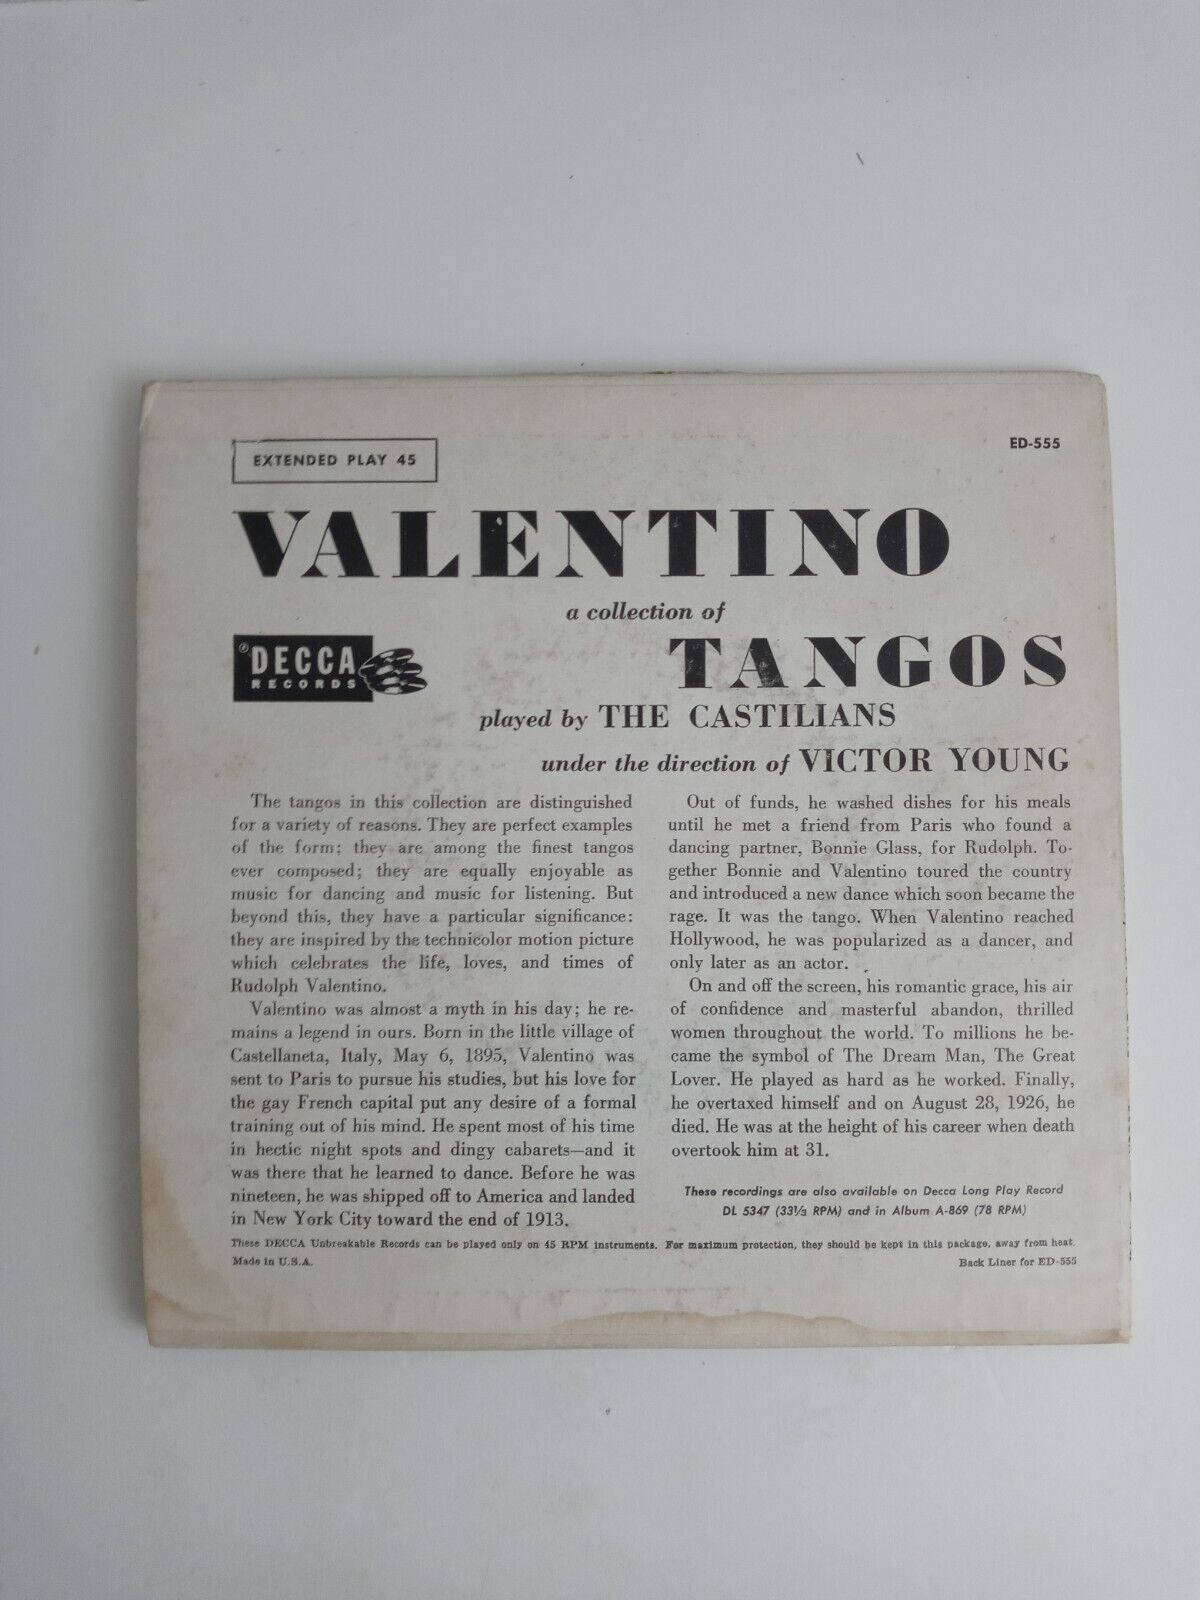 EXTENDED PLAY 45
ED-555
VALENTINO
a collection of
® DECCA
RECORDS
TANGOS
played by THE CASTILIANS
under the direction of VICTOR YOUNG
The tangos in this collection are distinguished
for a variety of reasons. They are perfect examples
of the form; they are among the finest tangos
ever composed; they are equally enjoyable as
music for dancing and music for listening. But
beyond this, they have a particular significance:
they are inspired by the technicolor motion picture
which celebrates the life, loves, and times of
Rudolph Valentino.
Valentino was almost a myth in his day; he re-
mains a legend in ours. Born in the little village of
Castellaneta, Italy, May 6, 1895, Valentino was
sent to Paris to pursue his studies, but his love for
the gay French capital put any desire of a formal
training out of his mind. He spent most of his time
in hectic night spots and dingy cabarets—and it
was there that he learned to dance. Before he was
nineteen, he was shipped off to America and landed
in New York City toward the end of 1913.
Out of funds, he washed dishes for his meals
until he met a friend from Paris who found a
dancing partner, Bonnie Glass, for Rudolph. To-
gether Bonnie and Valentino toured the country
and introduced a new dance which soon became the
rage. It was the tango. When Valentino reached
Hollywood, he was popularized as a dancer, and
only later as an actor.
On and off the screen, his romantic grace, his air
of confidence and masterful abandon, thrilled
women throughout the world. To millions he be-
came the symbol of The Dream Man, The Great
Lover. He played as hard as he worked. Finally,
he overtaxed himself and on August 28, 1926, he
died. He was at the height of his career when death
overtook him at 31.
These recordings are also available on Decca Long Play Record
DL 5347 (33⅓ RPM) and in Album A-869 (78 RPM)
These DECCA Unbreakable Records can be played only on 45 RPM instruments. For maximum protection, they should be kept in this package, away from heat.
Made in U.S.A.
Back Liner for ED-555